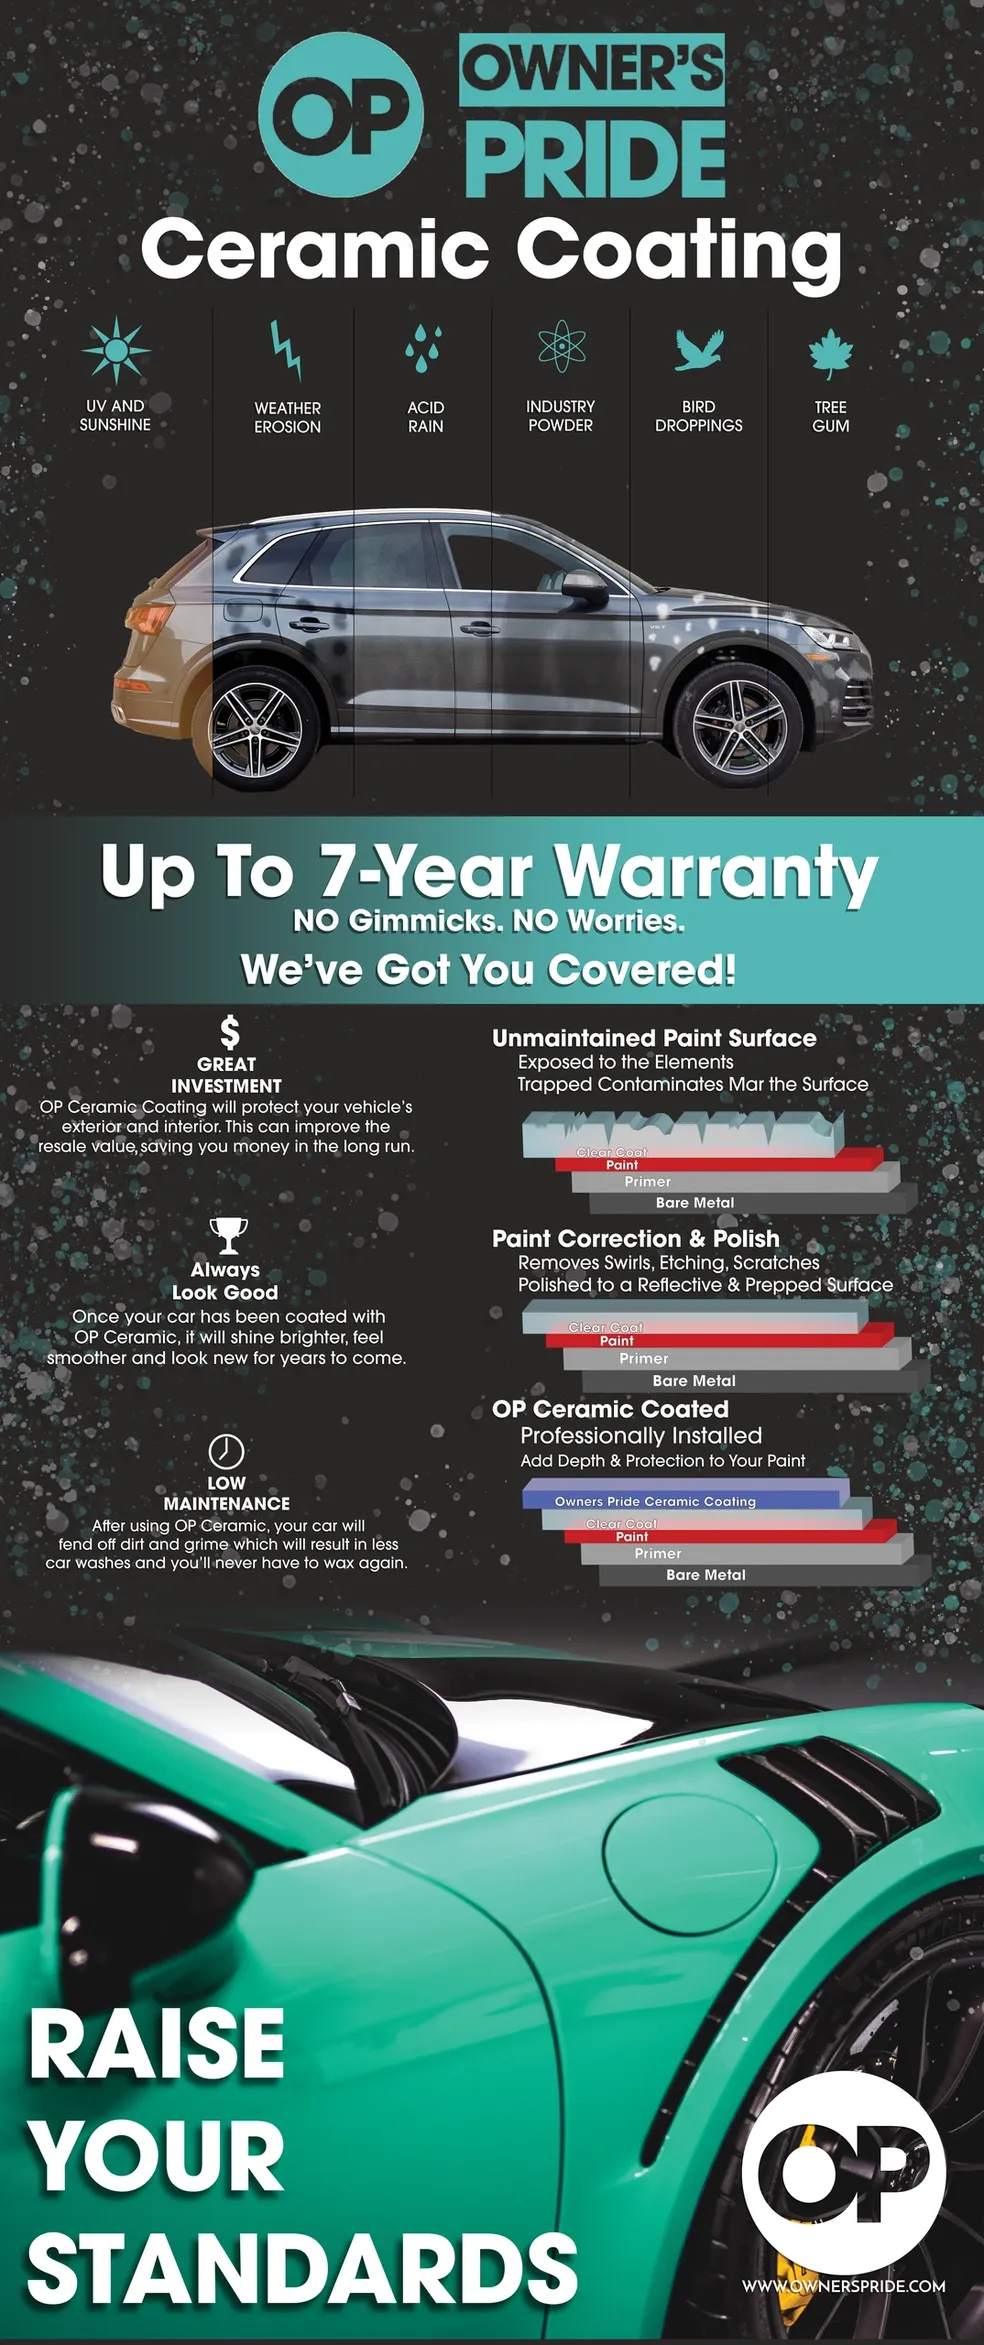 OP
OWNER'S
PRIDE
Ceramic Coating
UV AND
SUNSHINE
WEATHER
EROSION
ACID
RAIN
INDUSTRY
POWDER
BIRD
DROPPINGS
TREE
GUM
Up To 7-Year Warranty
NO Gimmicks. NO Worries.
We've Got You Covered!
$
GREAT
INVESTMENT
OP Ceramic Coating will protect your vehicle's
exterior and interior. This can improve the
resale value, saving you money in the long run.
Always
Look Good
Once your car has been coated with
OP Ceramic, it will shine brighter, feel
smoother and look new for years to come.
LOW
MAINTENANCE
After using OP Ceramic, your car will
fend off dirt and grime which will result in less
car washes and you'll never have to wax again.
Unmaintained Paint Surface
Exposed to the Elements
Trapped Contaminates Mar the Surface
Clear Coat
Paint
Primer
Bare Metal
Paint Correction & Polish
Removes Swirls, Etching, Scratches
Polished to a Reflective & Prepped Surface
Clear Coat
Paint
Primer
Bare Metal
OP Ceramic Coated
Professionally Installed
Add Depth & Protection to Your Paint
Owners Pride Ceramic Coating
Clear Coat
Paint
Primer
Bare Metal
RAISE
YOUR
STANDARDS
OP
WWW.OWNERSPRIDE.COM